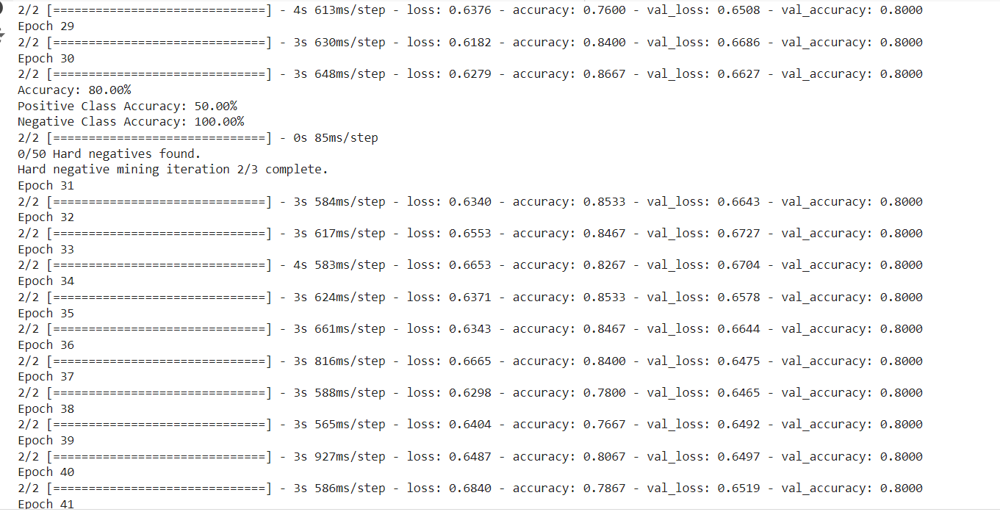 2/2 [==============================] - 4s 613ms/step - loss: 0.6376 - accuracy: 0.7600 - val_loss: 0.6508 - val_accuracy: 0.8000
Epoch 29
2/2 [==============================] - 3s 630ms/step - loss: 0.6182 - accuracy: 0.8400 - val_loss: 0.6686 - val_accuracy: 0.8000
Epoch 30
2/2 [==============================] - 3s 648ms/step - loss: 0.6279 - accuracy: 0.8667 - val_loss: 0.6627 - val_accuracy: 0.8000
Accuracy: 80.00%
Positive Class Accuracy: 50.00%
Negative Class Accuracy: 100.00%
2/2 [==============================] - 0s 85ms/step
0/50 Hard negatives found.
Hard negative mining iteration 2/3 complete.
Epoch 31
2/2 [==============================] - 3s 584ms/step - loss: 0.6340 - accuracy: 0.8533 - val_loss: 0.6643 - val_accuracy: 0.8000
Epoch 32
2/2 [==============================] - 3s 617ms/step - loss: 0.6553 - accuracy: 0.8467 - val_loss: 0.6727 - val_accuracy: 0.8000
Epoch 33
2/2 [==============================] - 4s 583ms/step - loss: 0.6653 - accuracy: 0.8267 - val_loss: 0.6704 - val_accuracy: 0.8000
Epoch 34
2/2 [==============================] - 3s 624ms/step - loss: 0.6371 - accuracy: 0.8533 - val_loss: 0.6578 - val_accuracy: 0.8000
Epoch 35
2/2 [==============================] - 3s 661ms/step - loss: 0.6343 - accuracy: 0.8467 - val_loss: 0.6644 - val_accuracy: 0.8000
Epoch 36
2/2 [==============================] - 3s 816ms/step - loss: 0.6665 - accuracy: 0.8400 - val_loss: 0.6475 - val_accuracy: 0.8000
Epoch 37
2/2 [==============================] - 3s 588ms/step - loss: 0.6298 - accuracy: 0.7800 - val_loss: 0.6465 - val_accuracy: 0.8000
Epoch 38
2/2 [==============================] - 3s 565ms/step - loss: 0.6404 - accuracy: 0.7667 - val_loss: 0.6492 - val_accuracy: 0.8000
Epoch 39
2/2 [==============================] - 3s 927ms/step - loss: 0.6487 - accuracy: 0.8067 - val_loss: 0.6497 - val_accuracy: 0.8000
Epoch 40
2/2 [==============================] - 3s 586ms/step - loss: 0.6840 - accuracy: 0.7867 - val_loss: 0.6519 - val_accuracy: 0.8000
Epoch 41